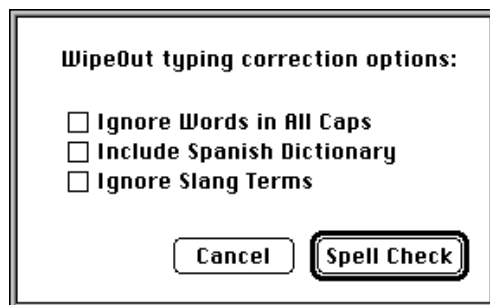 WipeOut typing correction options:
Ignore Words in All Caps
Include Spanish Dictionary
Ignore Slang Terms
Cancel Spell Check